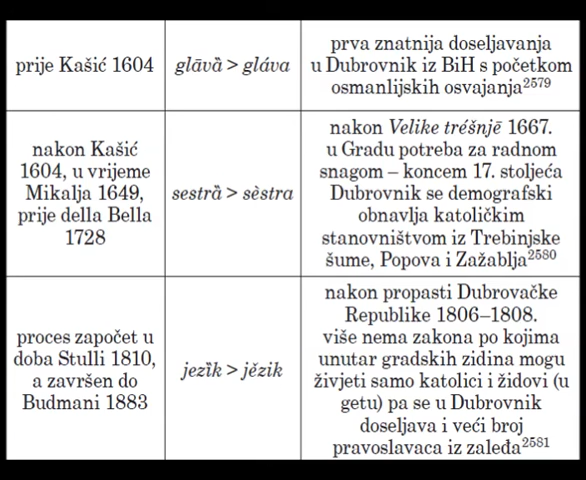 prije Kašić 1604
glāvȁ > gláva
prva znatnija doseljavanja
u Dubrovnik iz BiH s početkom
osmanlijskih osvajanja2579
nakon Kašić
1604, u vrijeme
Mikalja 1649,
prije della Bella
1728
sestrȁ > sèstra
nakon Velike tréšnjē 1667.
u Gradu potreba za radnom
snagom – koncem 17. stoljeća
Dubrovnik se demografski
obnavlja katoličkim
stanovništvom iz Trebinjske
šume, Popova i Zažablja2580
proces započet u
doba Stulli 1810,
a završen do
Budmani 1883
jezȉk > jězik
nakon propasti Dubrovačke
Republike 1806–1808.
više nema zakona po kojima
unutar gradskih zidina mogu
živjeti samo katolici i židovi (u
getu) pa se u Dubrovnik
doseljava i veći broj
pravoslavaca iz zaleđa2581